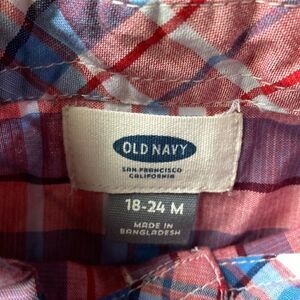 OLD NAVY
SAN FRANCISCO
CALIFORNIA
18-24 M
MADE IN
BANGLADESH